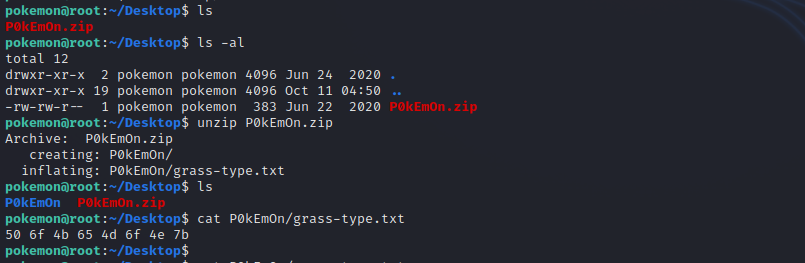 pokemon@root:~/Desktop$ ls
P0kEmOn.zip
pokemon@root:~/Desktop$ ls -al
total 12
drwxr-xr-x  2 pokemon pokemon 4096 Jun 24  2020 .
drwxr-xr-x 19 pokemon pokemon 4096 Oct 11 04:50 ..
-rw-rw-r--  1 pokemon pokemon  383 Jun 22  2020 P0kEmOn.zip
pokemon@root:~/Desktop$ unzip P0kEmOn.zip
Archive:  P0kEmOn.zip
   creating: P0kEmOn/
  inflating: P0kEmOn/grass-type.txt
pokemon@root:~/Desktop$ ls
P0kEmOn  P0kEmOn.zip
pokemon@root:~/Desktop$ cat P0kEmOn/grass-type.txt
50 6f 4b 65 4d 6f 4e 7b
pokemon@root:~/Desktop$